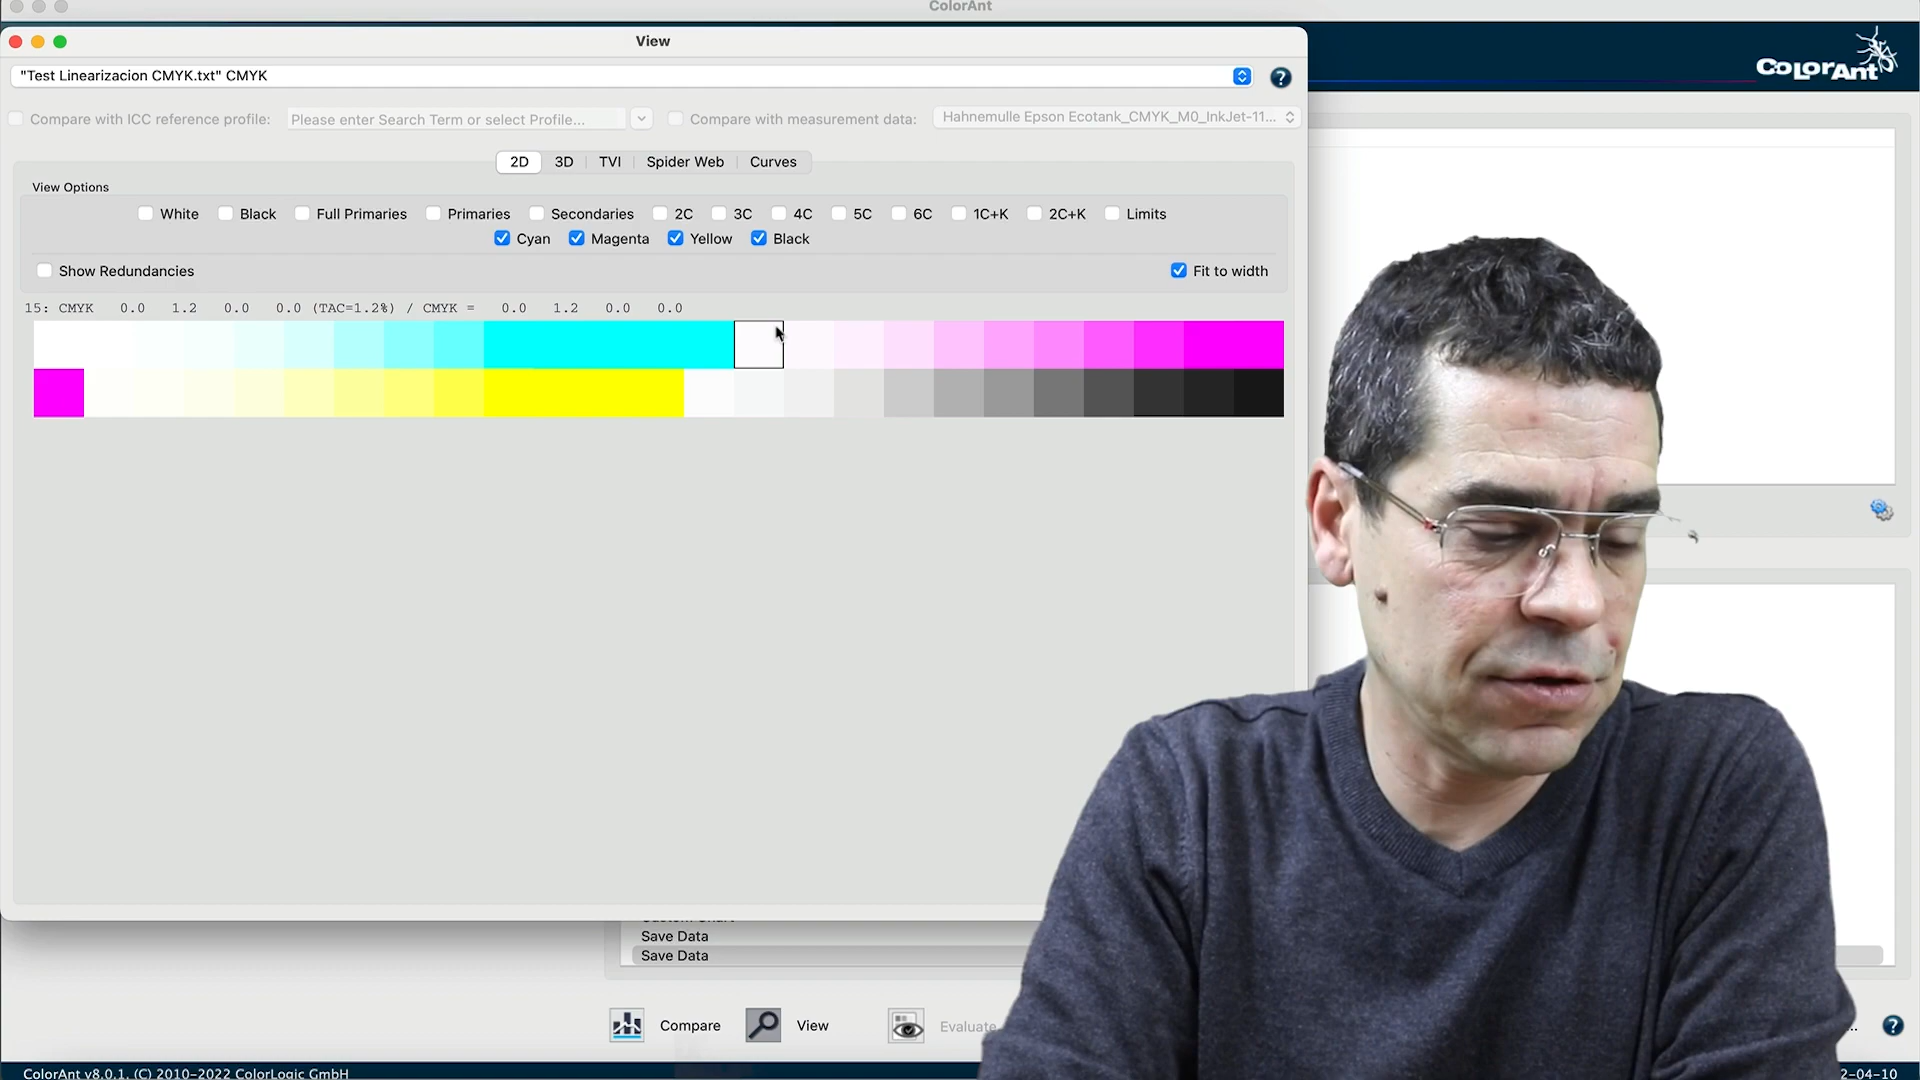 ColorAnt
View
"Test Linearizacion CMYK.txt" CMYK
?
COLORANT
Compare with ICC reference profile: Please enter Search Term or select Profile... Compare with measurement data: Hahnemulle Epson Ecotank_CMYK_M0_InkJet-11...
2D 3D TVI Spider Web Curves
View Options
White Black Full Primaries Primaries Secondaries 2C 3C 4C 5C 6C 1C+K 2C+K Limits
Cyan Magenta Yellow Black
Show Redundancies Fit to width
15: CMYK 0.0 1.2 0.0 0.0 (TAC=1.2%) / CMYK = 0.0 1.2 0.0 0.0
Save Data
Save Data
Compare View Evaluate ... ?
ColorAnt v8.0.1, (C) 2010-2022 ColorLogic GmbH 2-04-10